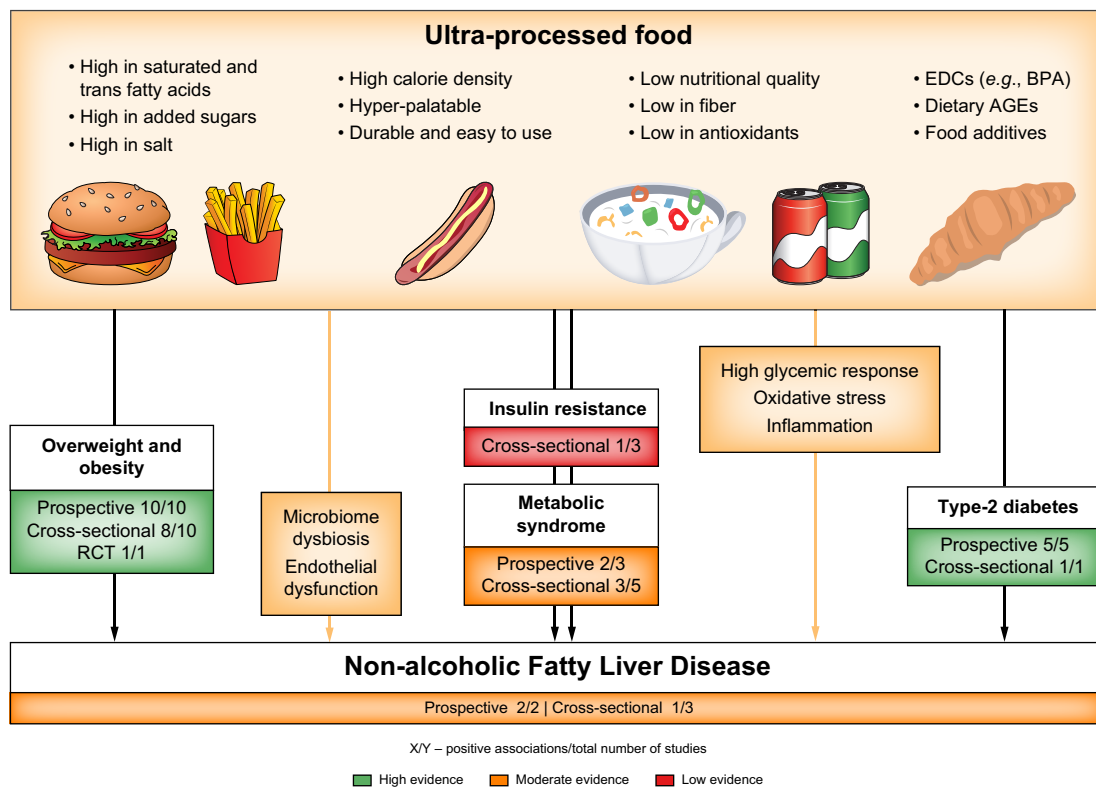 Ultra-processed food
• High in saturated and
trans fatty acids
• High in added sugars
• High in salt
• High calorie density
• Hyper-palatable
• Durable and easy to use
• Low nutritional quality
• Low in fiber
• Low in antioxidants
• EDCs (e.g., BPA)
• Dietary AGEs
• Food additives
Overweight and
obesity
Prospective 10/10
Cross-sectional 8/10
RCT 1/1
Microbiome
dysbiosis
Endothelial
dysfunction
Insulin resistance
Cross-sectional 1/3
Metabolic
syndrome
Prospective 2/3
Cross-sectional 3/5
High glycemic response
Oxidative stress
Inflammation
Type-2 diabetes
Prospective 5/5
Cross-sectional 1/1
Non-alcoholic Fatty Liver Disease
Prospective 2/2 | Cross-sectional 1/3
X/Y – positive associations/total number of studies
High evidence
Moderate evidence
Low evidence